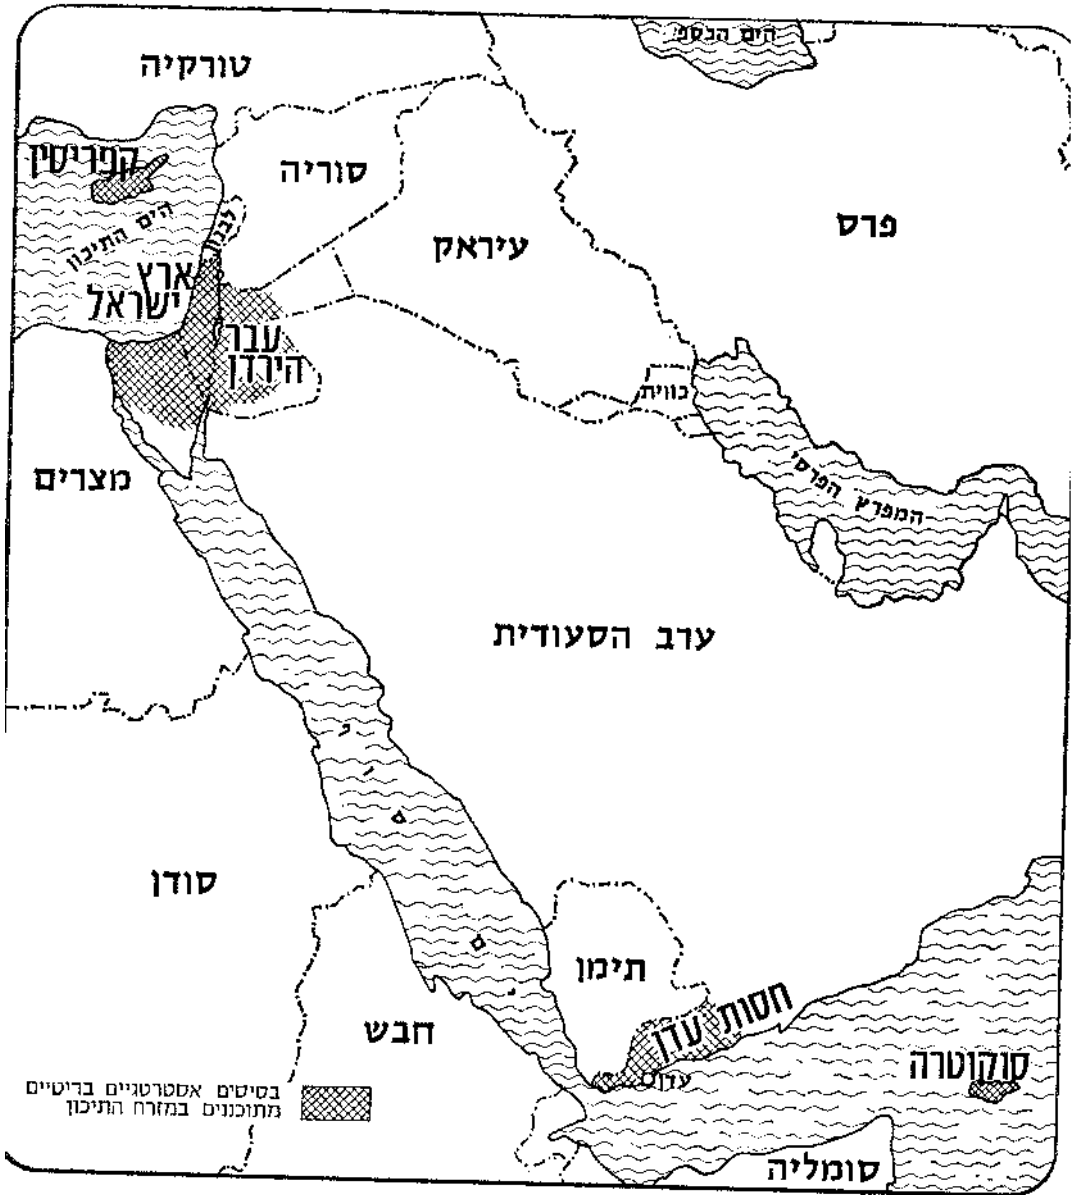 הים הכספי
טורקיה
קפריסין
סוריה
הים התיכון
לבנון
פרס
עיראק
ארץ
ישראל
עבר
הירדן
כווית
מצרים
המפרץ הפרסי
ערב הסעודית
סודן
תימן
חסות עדן
חבש
עדן
סוקוטרה
בסיסים אסטרטגיים בריטיים
מתוכננים במזרח התיכון
סומליה